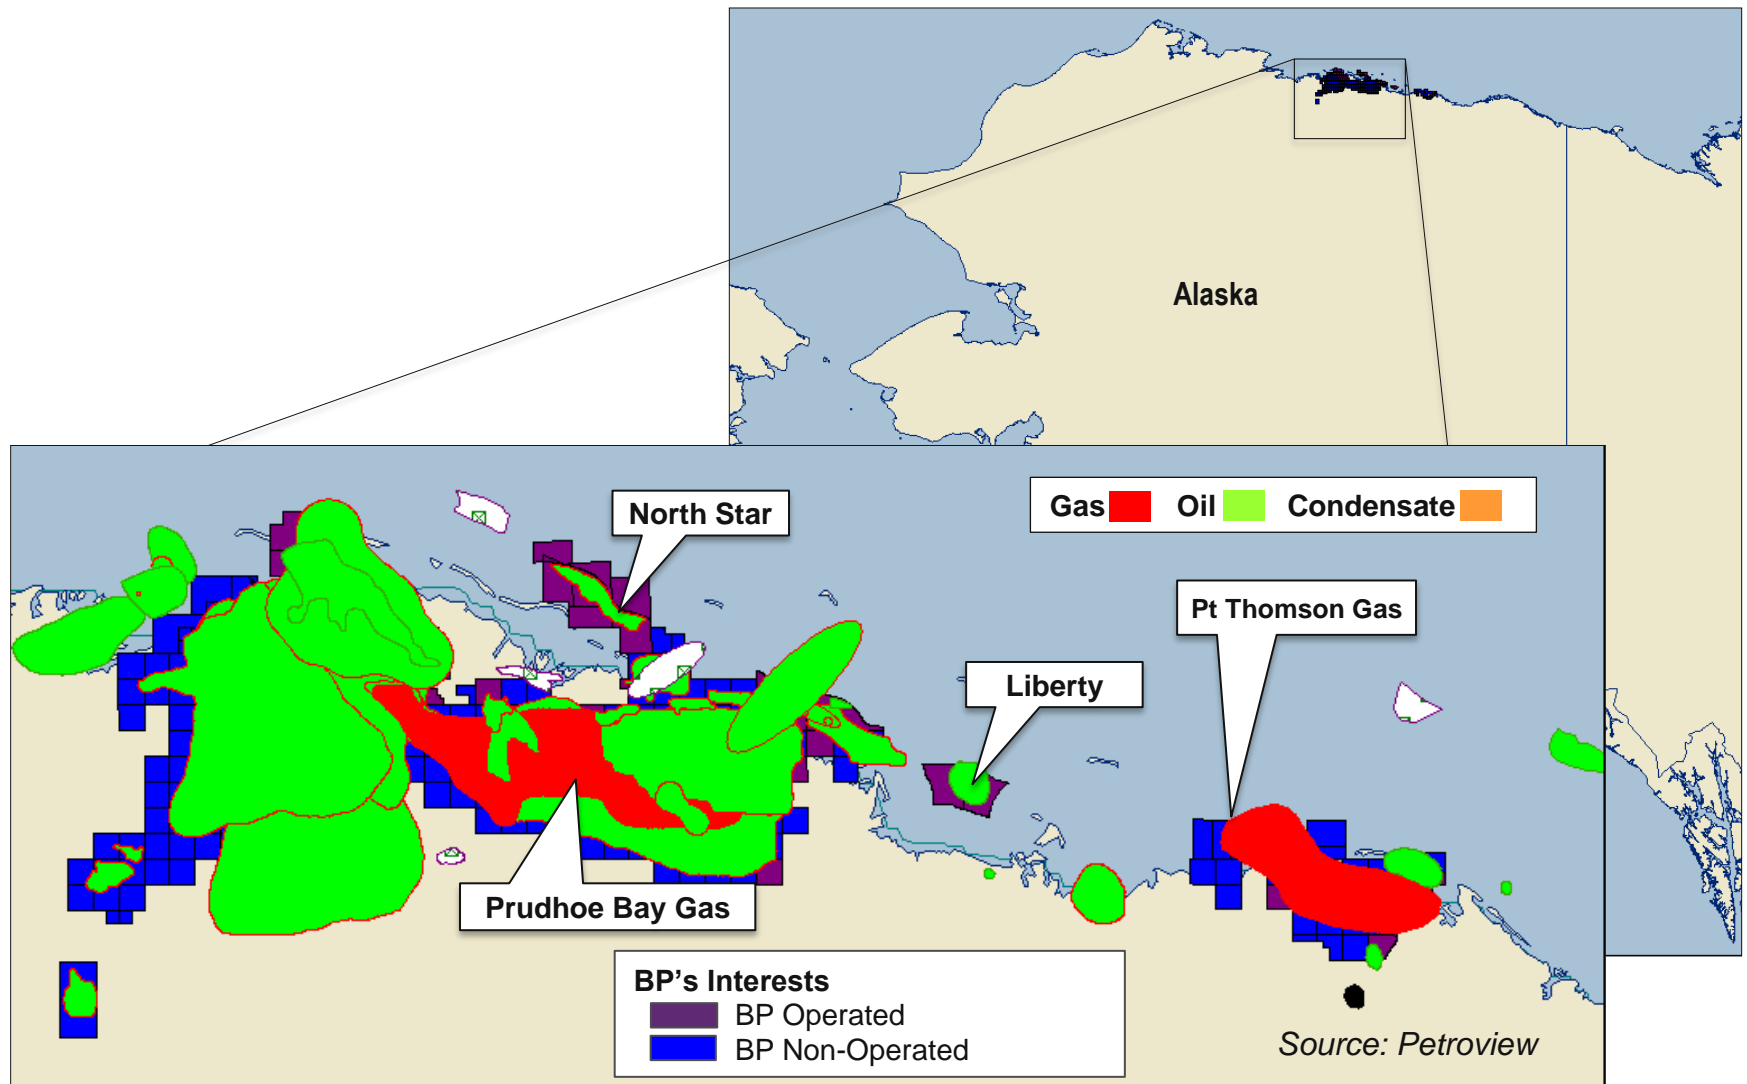 Alaska
North Star
Gas Oil Condensate
Pt Thomson Gas
Liberty
Prudhoe Bay Gas
BP's Interests
BP Operated
BP Non-Operated
Source: Petroview